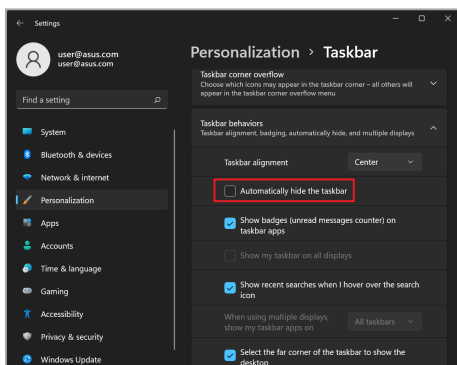 Settings
user@asus.com
user@asus.com
Find a setting
System
Bluetooth & devices
Network & internet
Personalization
Apps
Accounts
Time & language
Gaming
Accessibility
Privacy & security
Windows Update
Personalization > Taskbar
Taskbar corner overflow
Choose which icons may appear in the taskbar corner – all others will
appear in the taskbar corner overflow menu
Taskbar behaviors
Taskbar alignment, badging, automatically hide, and multiple displays
Taskbar alignment Center
Automatically hide the taskbar
Show badges (unread messages counter) on
taskbar apps
Show my taskbar on all displays
Show recent searches when I hover over the search
icon
When using multiple displays,
show my taskbar apps on All taskbars
Select the far corner of the taskbar to show the
desktop